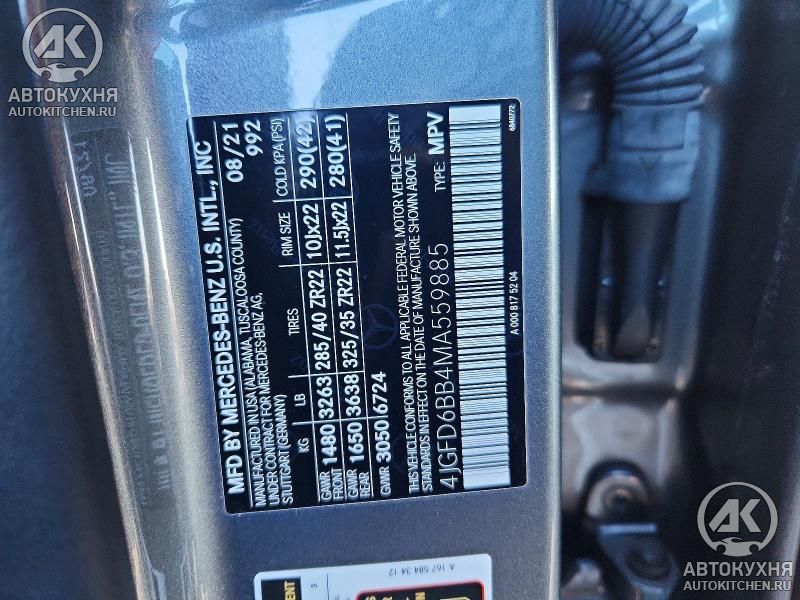 MFD BY MERCEDES-BENZ U.S. INTL., INC
MANUFACTURED IN USA (ALABAMA, TUSCALOOSA COUNTY) 08/21
UNDER CONTRACT FOR MERCEDES-BENZ AG, 992
STUTTGART (GERMANY)
KG LB TIRES RIM SIZE COLD KPA (PSI)
GAWR FRONT 1480 3263 285/40 ZR22 10Jx22 290(42)
GAWR REAR 1650 3638 325/35 ZR22 11.5Jx22 280(41)
GVWR 3050 6724
THIS VEHICLE CONFORMS TO ALL APPLICABLE FEDERAL MOTOR VEHICLE SAFETY
STANDARDS IN EFFECT ON THE DATE OF MANUFACTURE SHOWN ABOVE.
4JGFD6BB4MA559885 TYPE: MPV
A 000 817 52 04
6840772
A 167 584 34 12
3
AK
АВТОКУХНЯ
AUTOKITCHEN.RU
AK
АВТОКУХНЯ
AUTOKITCHEN.RU